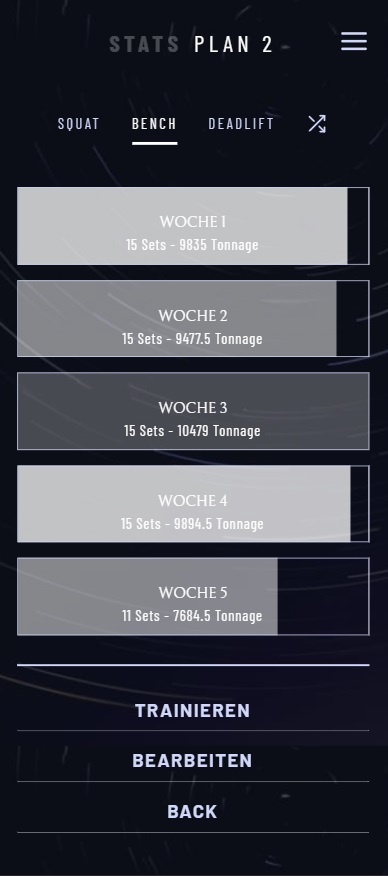 STATS PLAN 2
SQUAT BENCH DEADLIFT
WOCHE 1
15 Sets - 9835 Tonnage
WOCHE 2
15 Sets - 9477.5 Tonnage
WOCHE 3
15 Sets - 10479 Tonnage
WOCHE 4
15 Sets - 9894.5 Tonnage
WOCHE 5
11 Sets - 7684.5 Tonnage
TRAINIEREN
BEARBEITEN
BACK